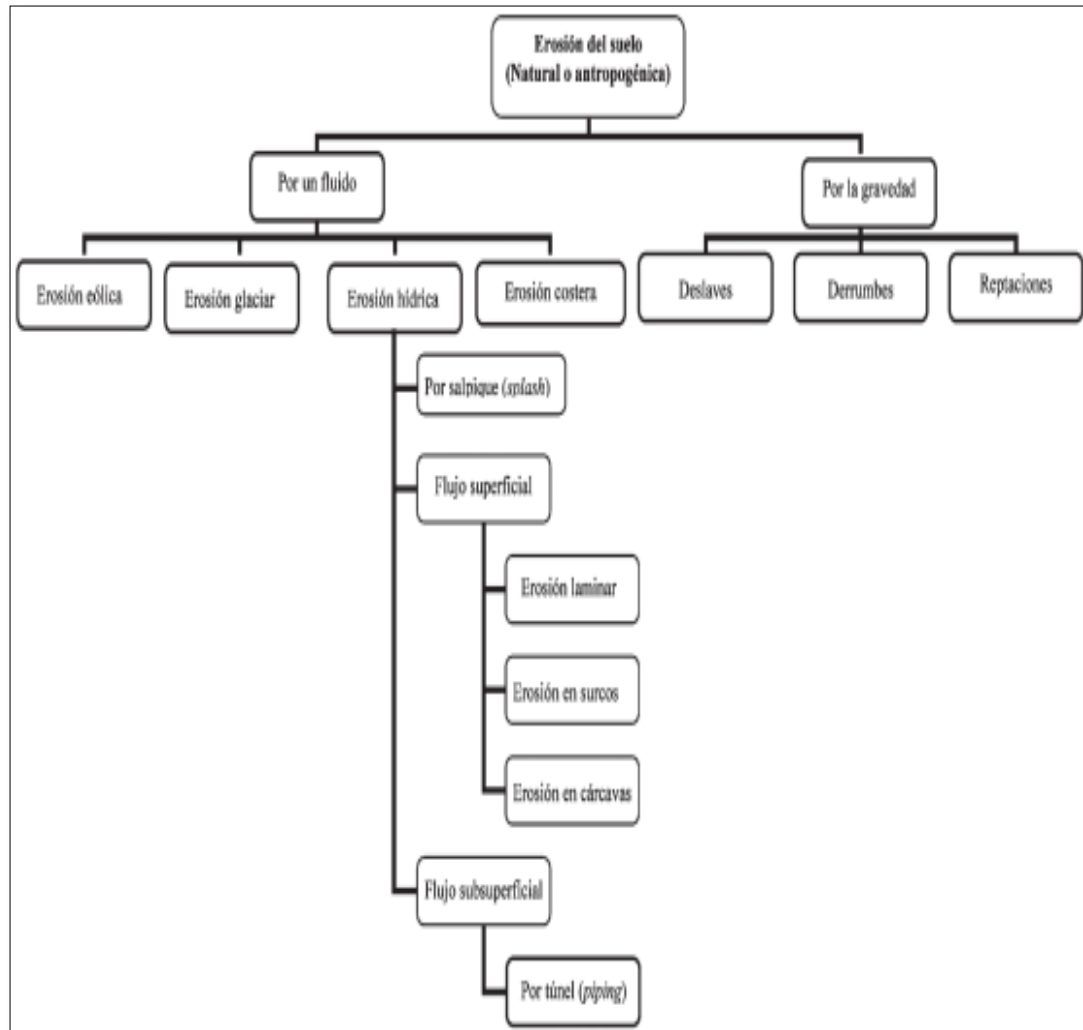 Erosión del suelo
(Natural o antropogénica)
Por un fluido
Por la gravedad
Erosión eólica
Erosión glaciar
Erosión hídrica
Erosión costera
Deslaves
Derrumbes
Reptaciones
Por salpique (splash)
Flujo superficial
Erosión laminar
Erosión en surcos
Erosión en cárcavas
Flujo subsuperficial
Por túnel (piping)